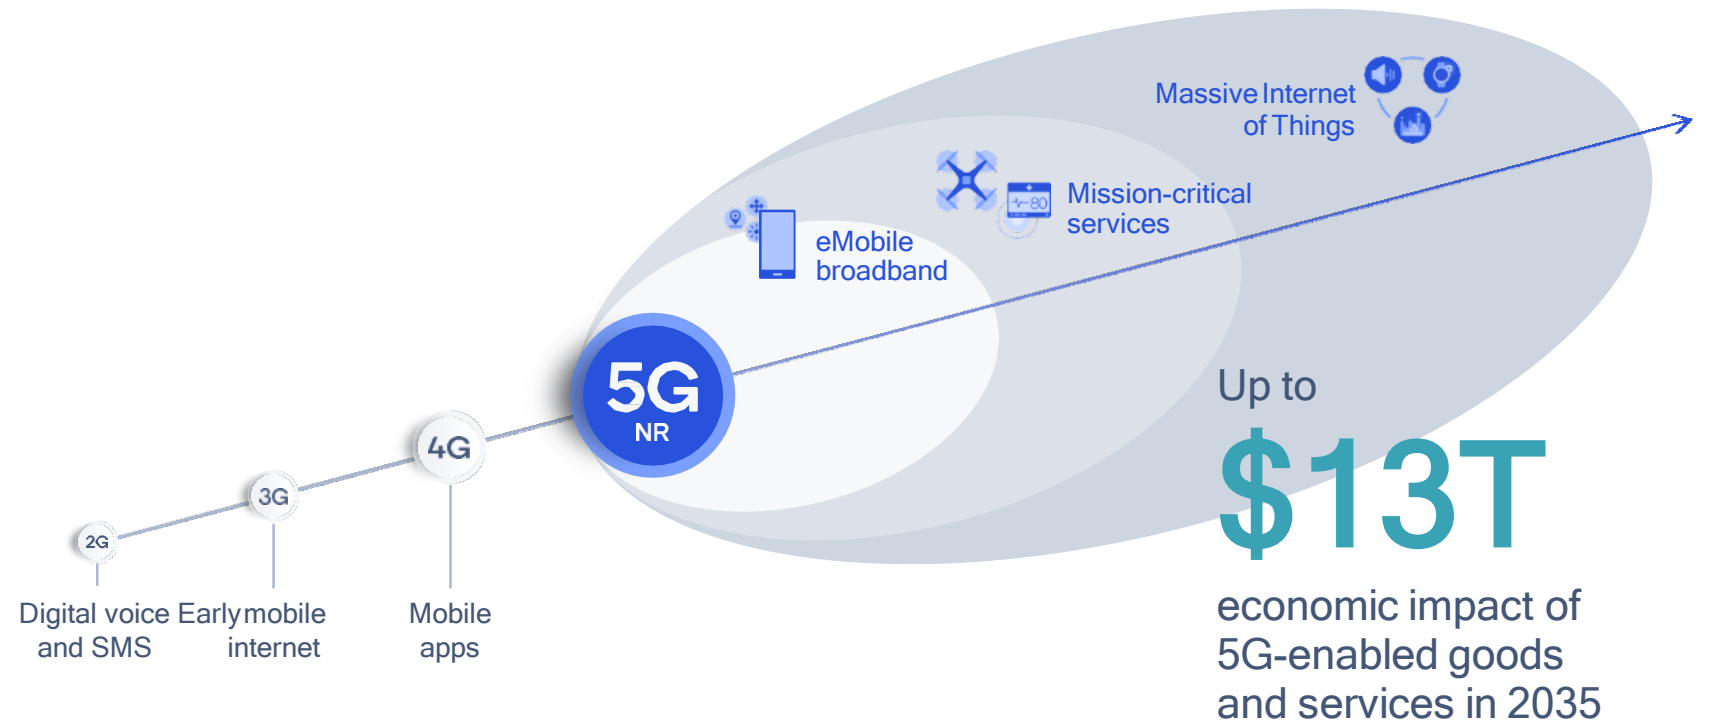 Massive Internet
of Things
Mission-critical
services
80
eMobile
broadband
5G
NR
4G
3G
2G
Digital voice
and SMS
Early mobile
internet
Mobile
apps
Up to
$13T
economic impact of
5G-enabled goods
and services in 2035